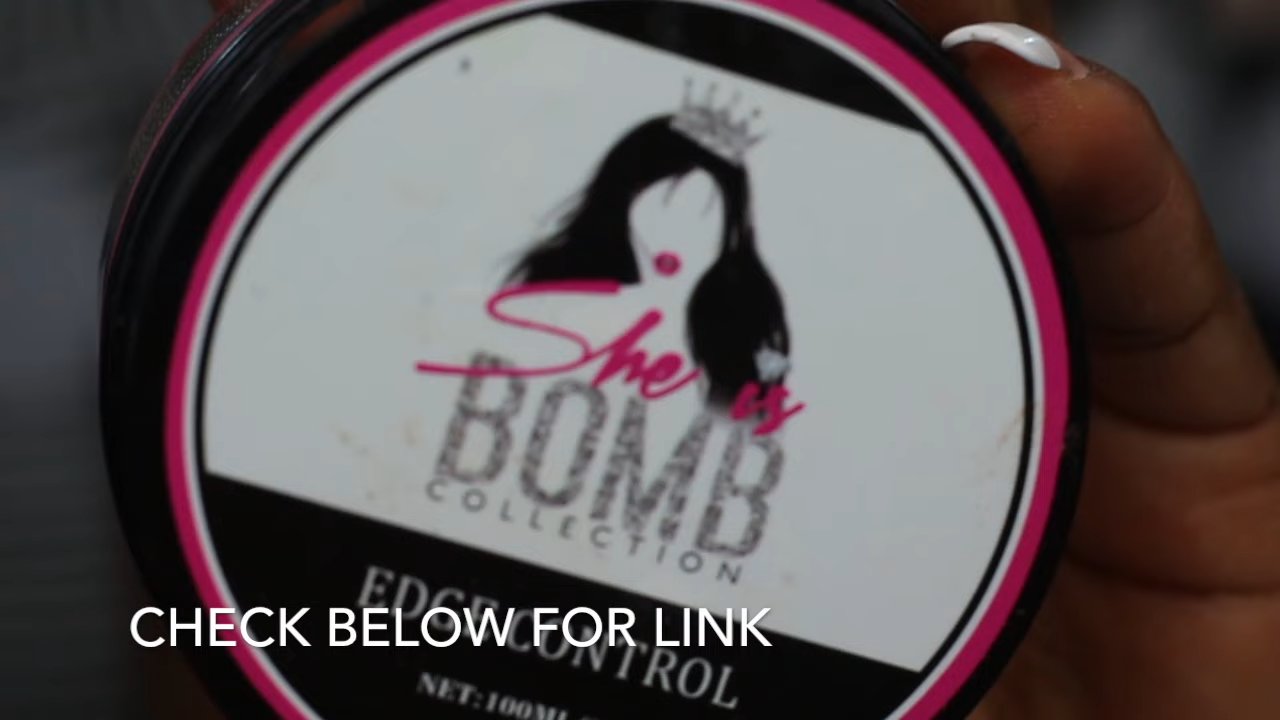 She is
BOMB
COLLECTION
EDGE CONTROL
CHECK BELOW FOR LINK
NET:100ML